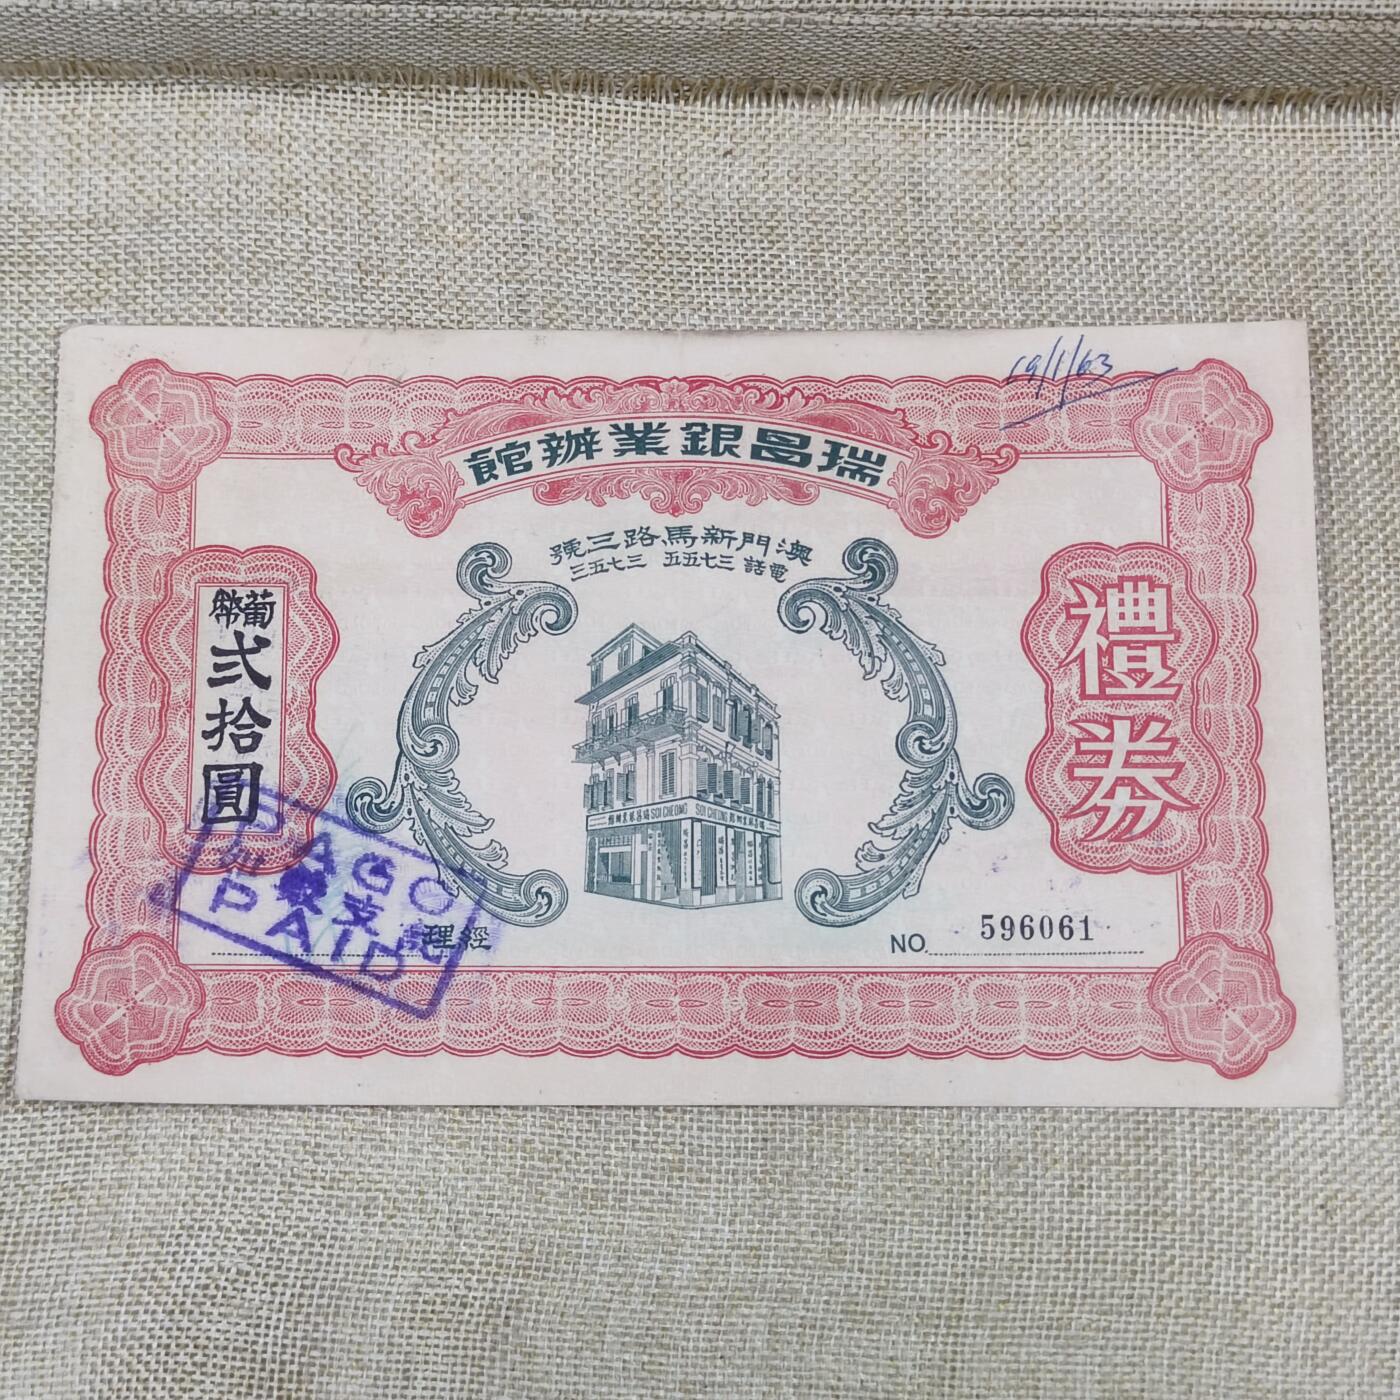 19/1/63
瑞昌銀業辦館
澳門新馬路三號
電話 三七五五 三七五三
禮券
葡幣
弍拾圓
SOI CHEONG SOI CHEONG
PAGO
PAID
經理
NO. 596061